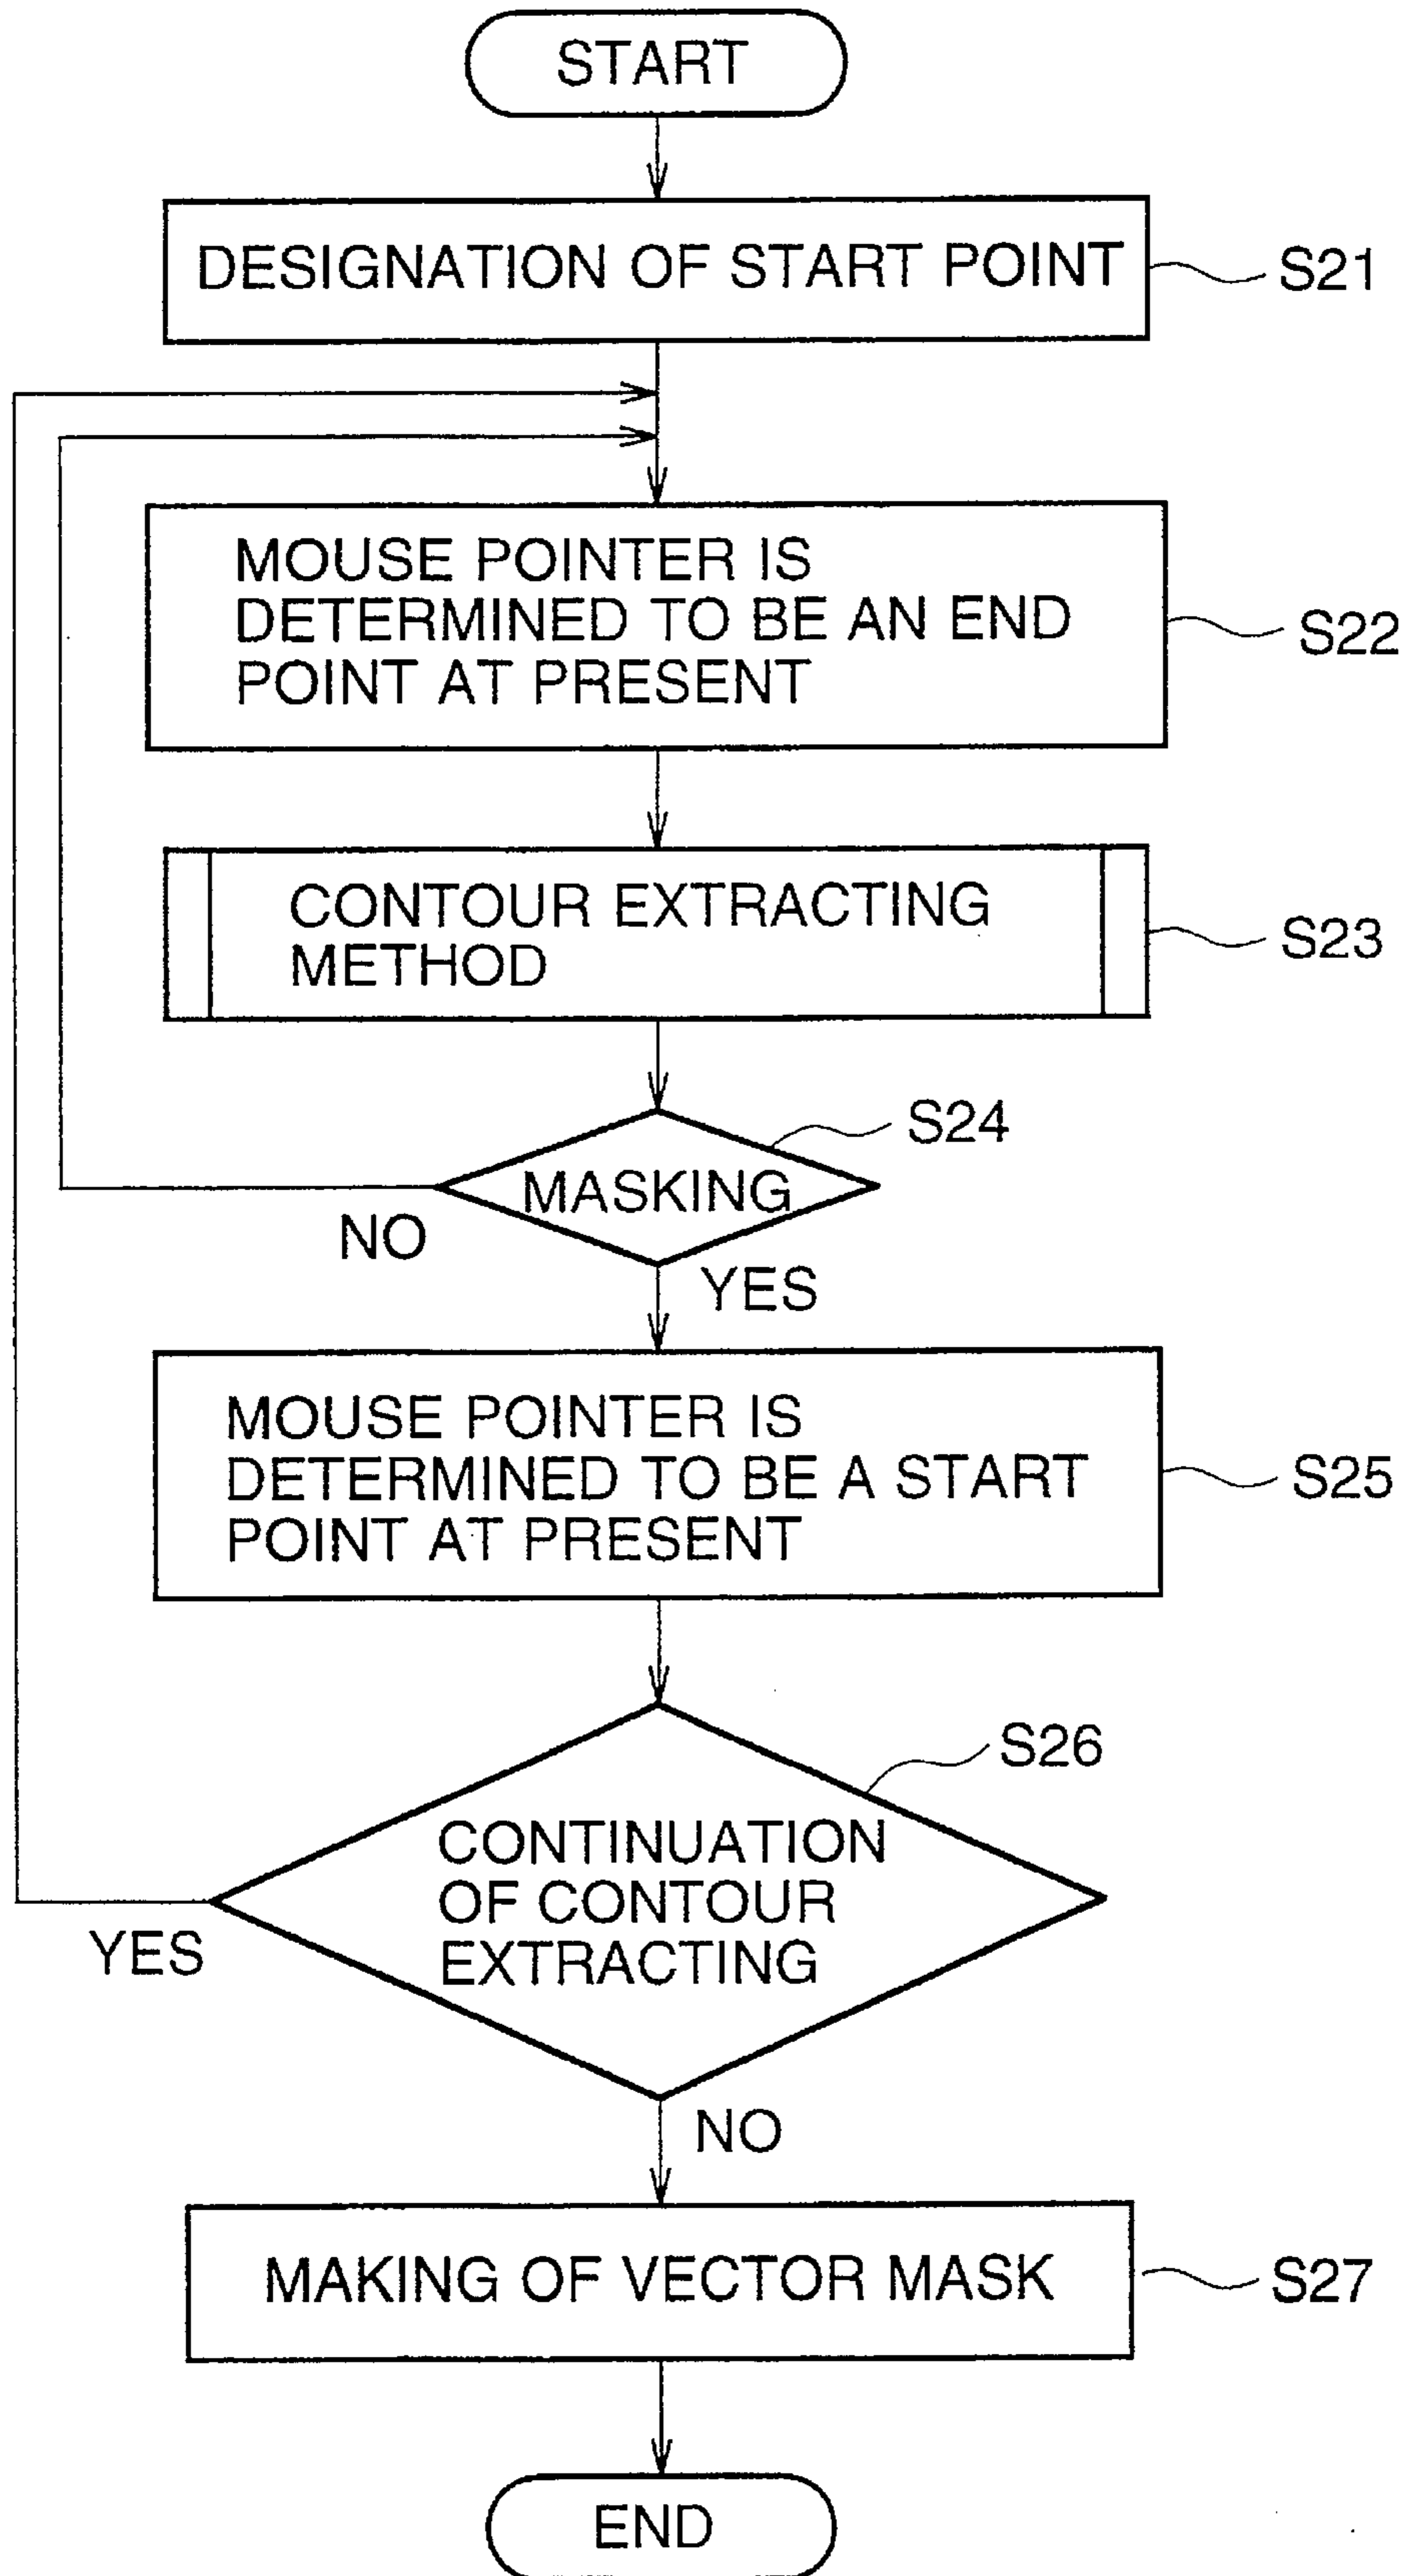 START
DESIGNATION OF START POINT
S21
MOUSE POINTER IS
DETERMINED TO BE AN END
POINT AT PRESENT
S22
CONTOUR EXTRACTING
METHOD
S23
S24
MASKING
NO
YES
MOUSE POINTER IS
DETERMINED TO BE A START
POINT AT PRESENT
S25
S26
CONTINUATION
OF CONTOUR
EXTRACTING
YES
NO
MAKING OF VECTOR MASK
S27
END